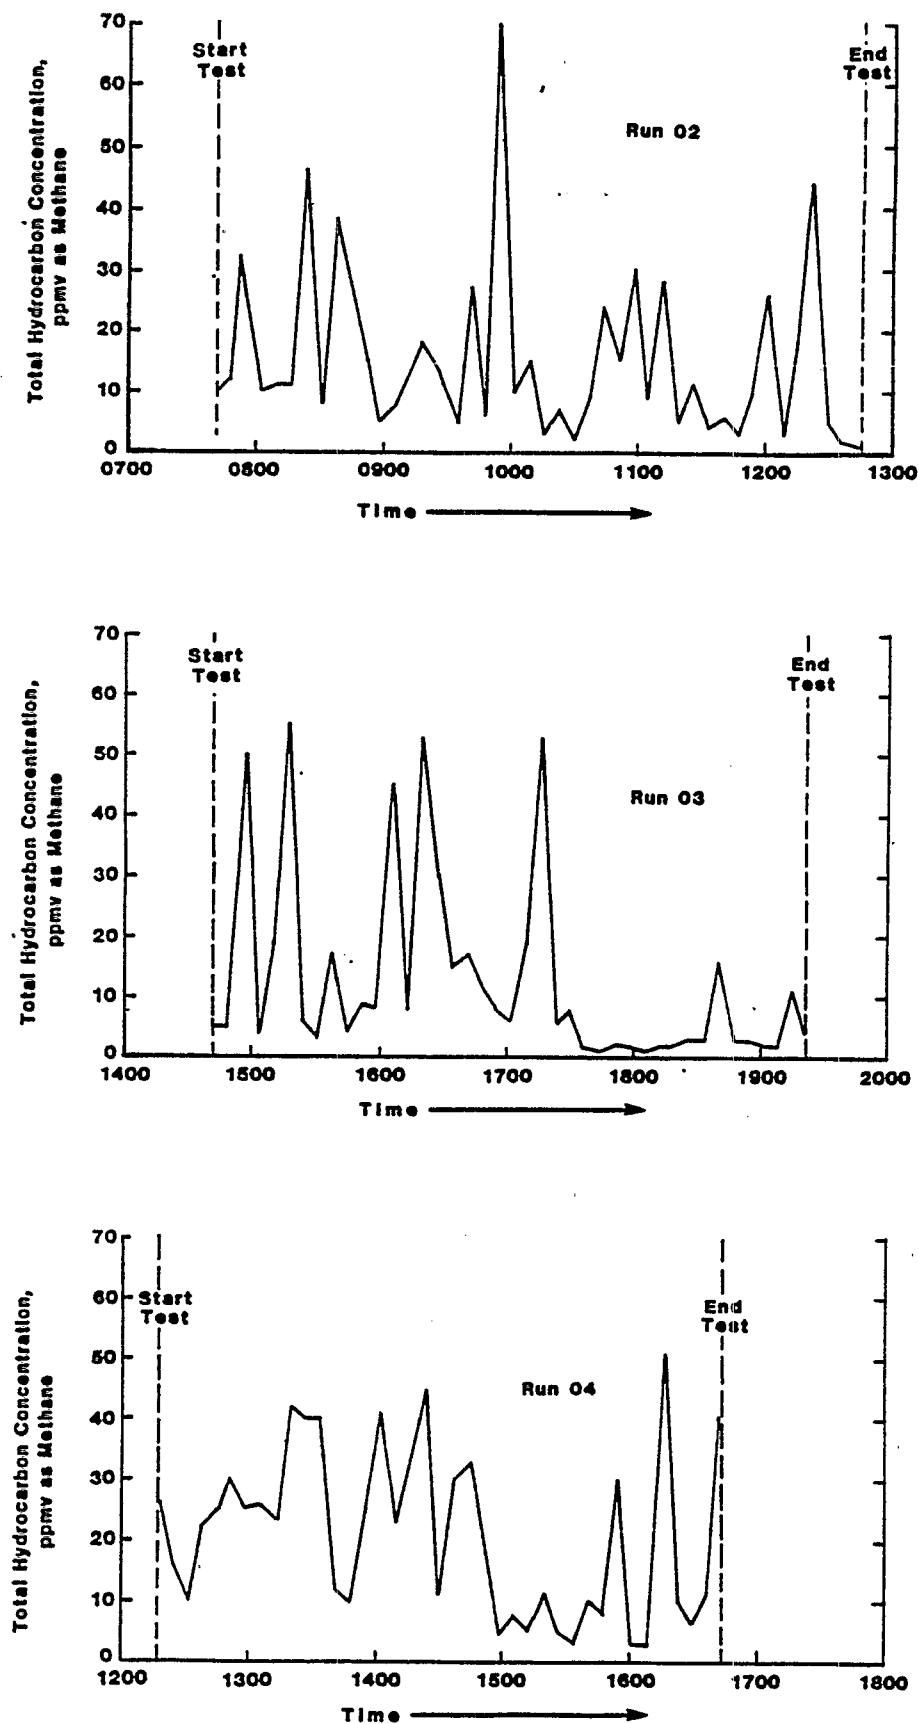 70
60
50
40
30
20
10
0
Total Hydrocarbon Concentration,
ppmv as Methane
Start
Test
End
Test
Run 02
0700 0800 0900 1000 1100 1200 1300
Time
70
60
50
40
30
20
10
0
Total Hydrocarbon Concentration,
ppmv as Methane
Start
Test
End
Test
Run 03
1400 1500 1600 1700 1800 1900 2000
Time
70
60
50
40
30
20
10
0
Total Hydrocarbon Concentration,
ppmv as Methane
Start
Test
End
Test
Run 04
1200 1300 1400 1500 1600 1700 1800
Time